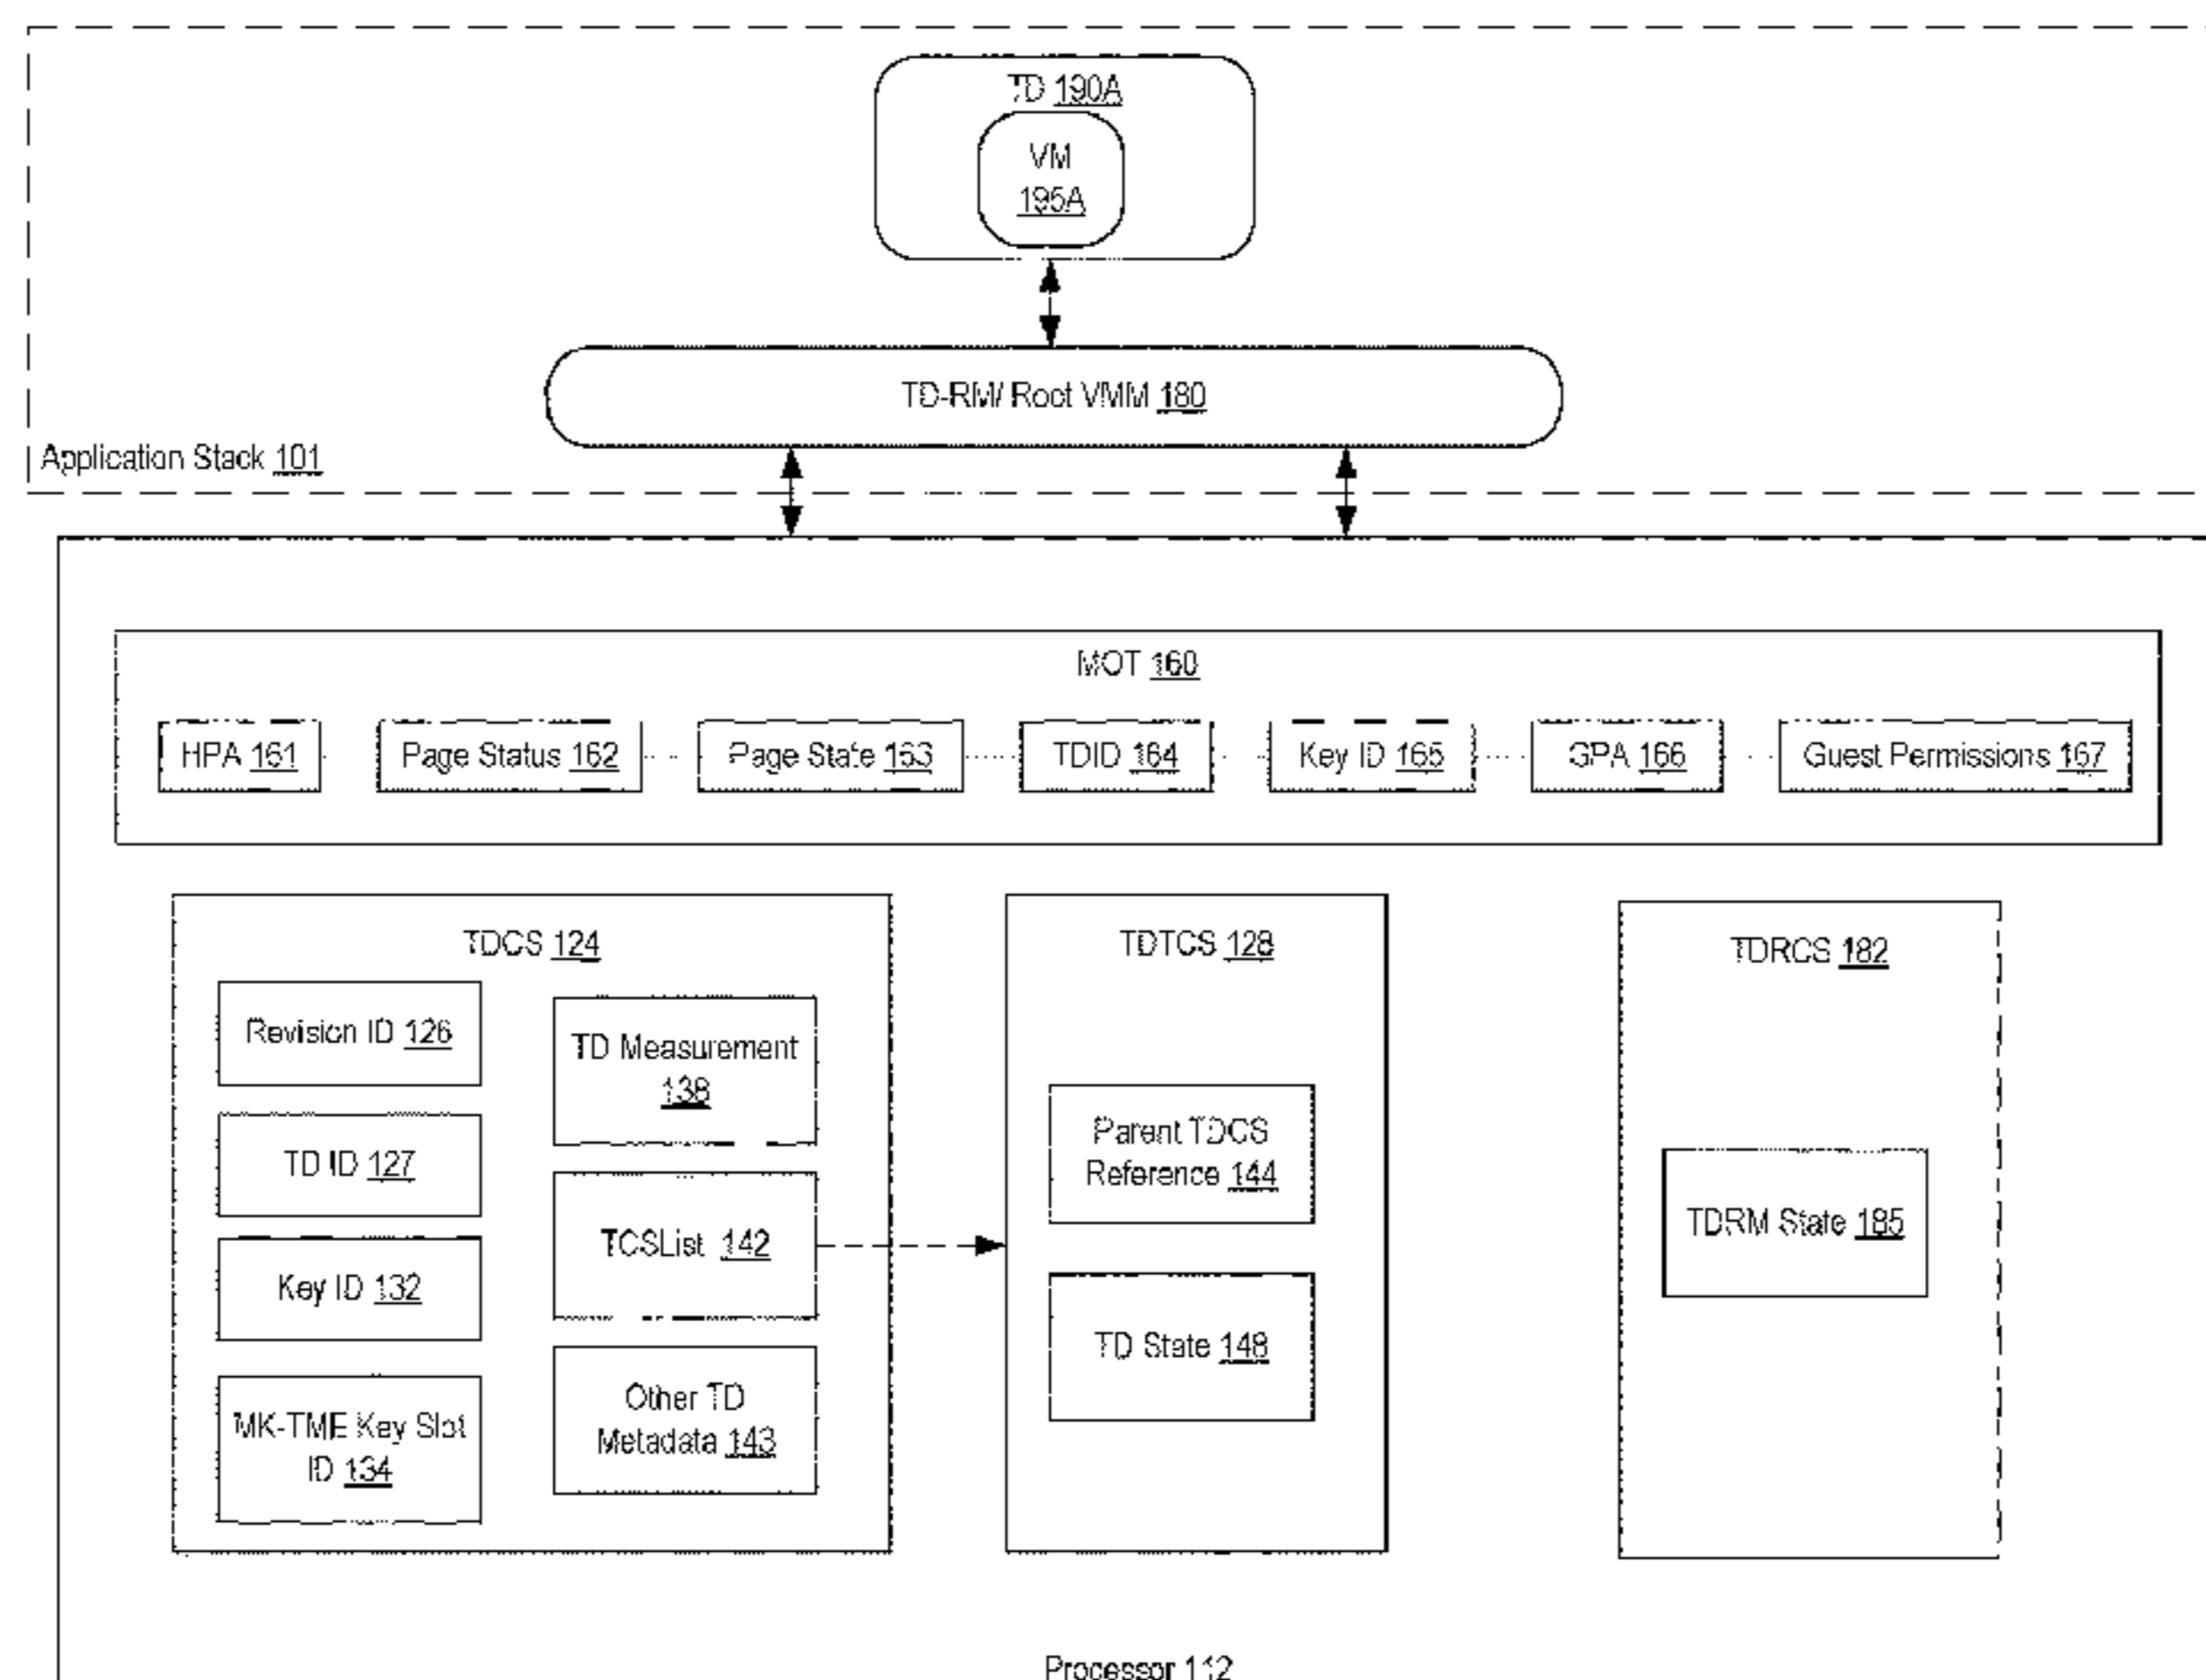 TD 190A
VM
195A
TD-RM/ Root VMM 180
Application Stack 101
MOT 160
HPA 161
Page Status 162
Page State 163
TDID 164
Key ID 165
GPA 166
Guest Permissions 167
TDCS 124
Revision ID 126
TD ID 127
Key ID 132
MK-TME Key Slot
ID 134
TD Measurement
138
TCSList 142
Other TD
Metadata 143
TDTCS 128
Parent TDCS
Reference 144
TD State 148
TDRCS 182
TDRM State 185
Processor 112